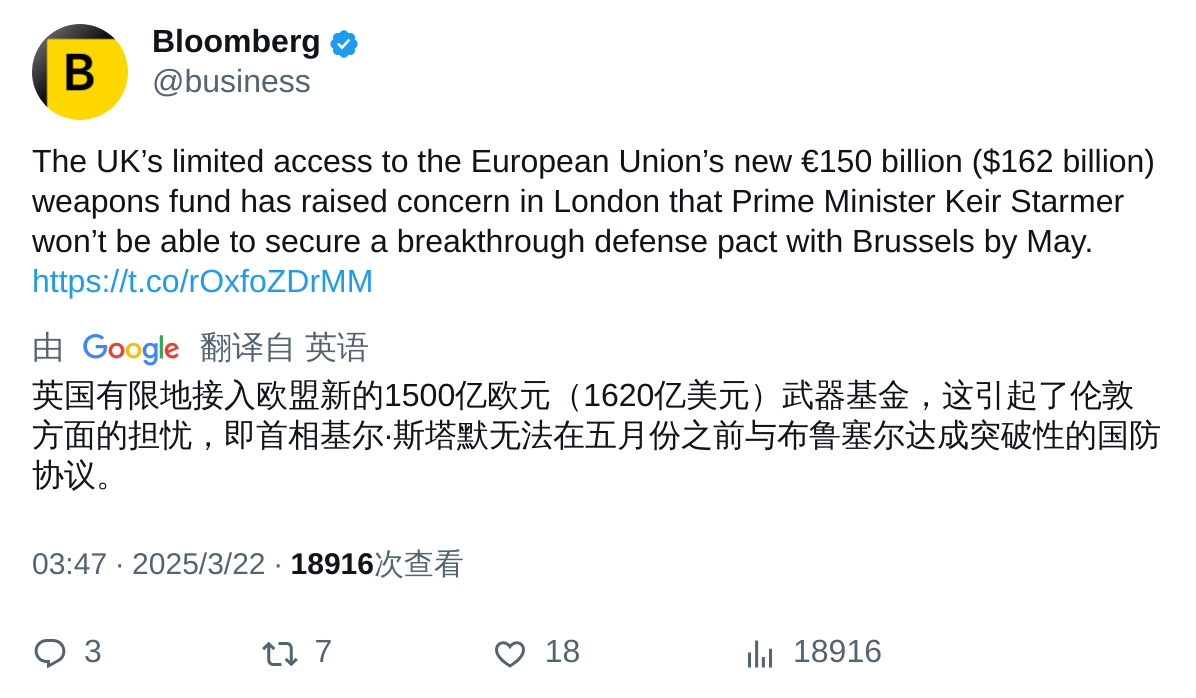 B
Bloomberg
@business
The UK’s limited access to the European Union’s new €150 billion ($162 billion)
weapons fund has raised concern in London that Prime Minister Keir Starmer
won’t be able to secure a breakthrough defense pact with Brussels by May.
https://t.co/rOxfoZDrMM
由 Google 翻译自 英语
英国有限地接入欧盟新的1500亿欧元（1620亿美元）武器基金，这引起了伦敦
方面的担忧，即首相基尔·斯塔默无法在五月份之前与布鲁塞尔达成突破性的国防
协议。
03:47 · 2025/3/22 · 18916次查看
3 7 18 18916